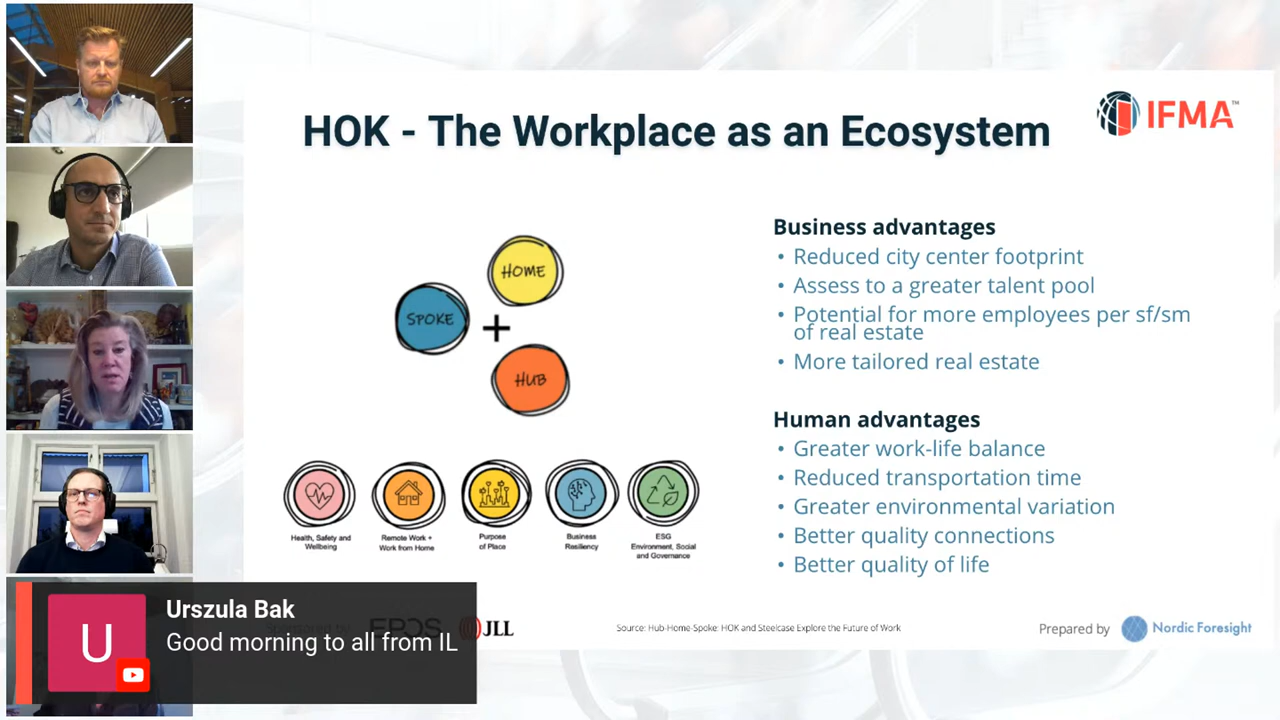 HOK - The Workplace as an Ecosystem
IFMA™
SPOKE
HOME
+
HUB
Health, Safety and
Wellbeing
Remote Work +
Work from Home
Purpose
of Place
Business
Resiliency
ESG
Environment, Social
and Governance
Business advantages
• Reduced city center footprint
• Assess to a greater talent pool
• Potential for more employees per sf/sm
of real estate
• More tailored real estate
Human advantages
• Greater work-life balance
• Reduced transportation time
• Greater environmental variation
• Better quality connections
• Better quality of life
U
Urszula Bak
Good morning to all from IL
EPOS
JLL
Source: Hub-Home-Spoke: HOK and Steelcase Explore the Future of Work
Prepared by
Nordic Foresight